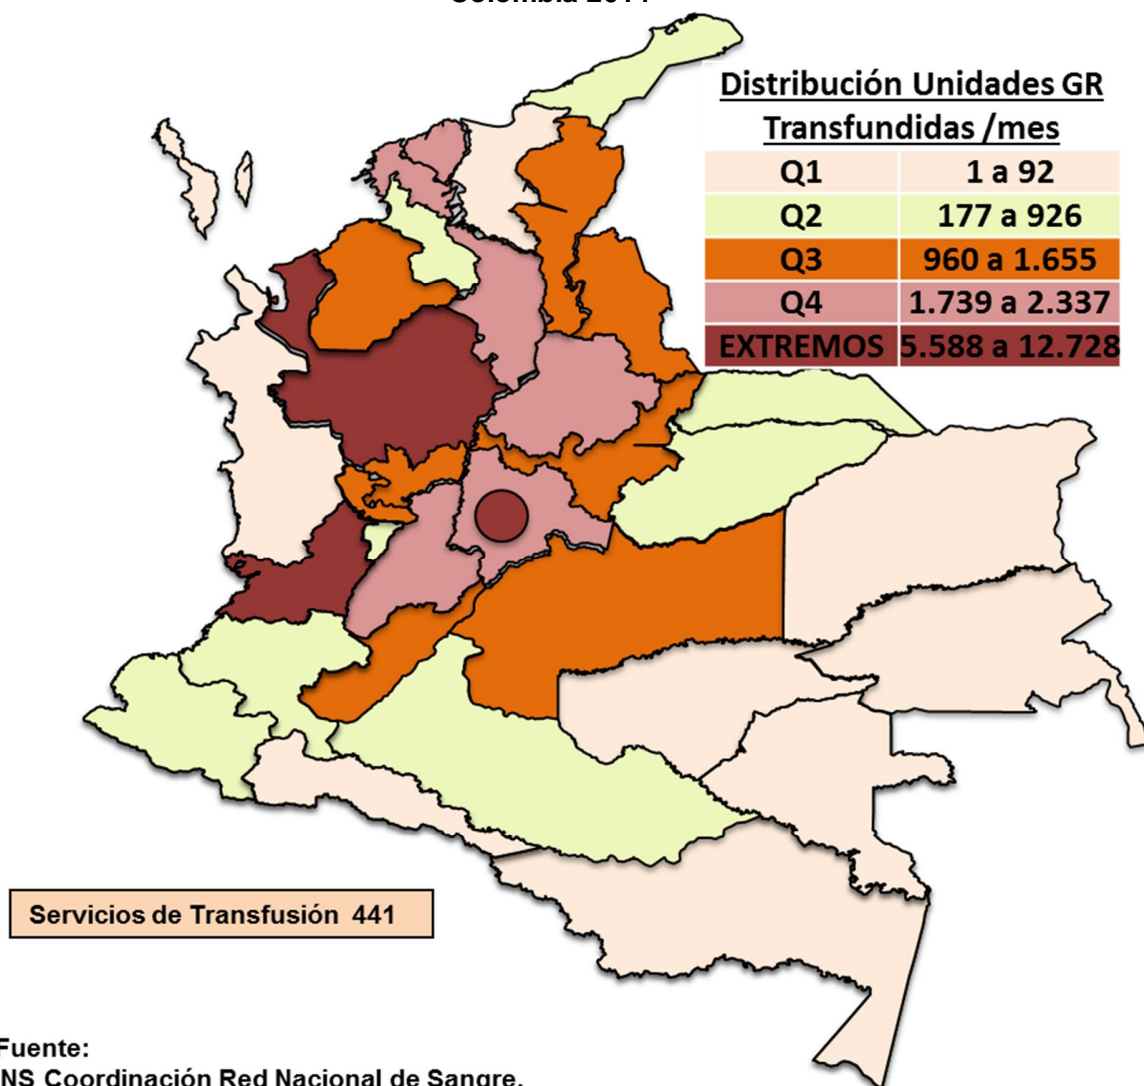 Distribución Unidades GR
Transfundidas /mes
Q1 1 a 92
Q2 177 a 926
Q3 960 a 1.655
Q4 1.739 a 2.337
EXTREMOS 5.588 a 12.728
Servicios de Transfusión 441
Fuente:
INS Coordinación Red Nacional de Sangre.